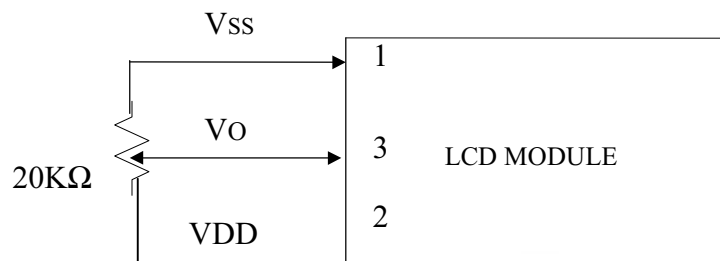 VSS
1
VO
3
LCD MODULE
20KΩ
2
VDD